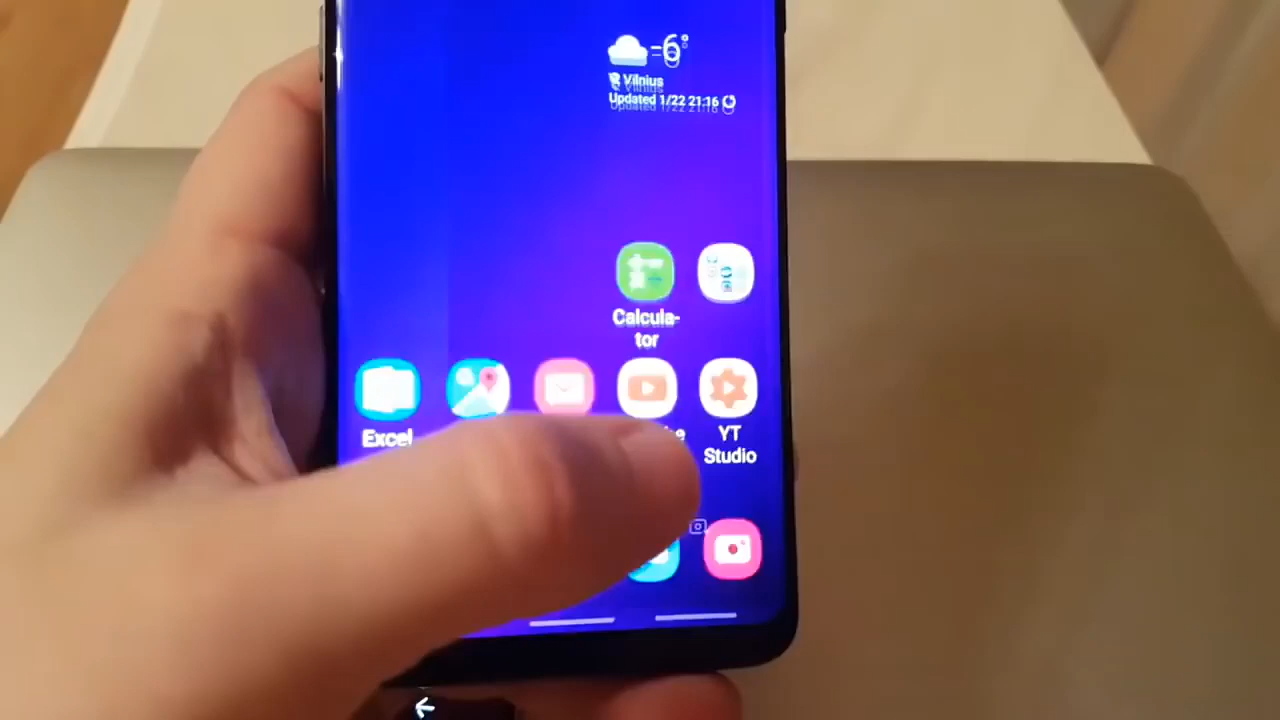 -6°
Vilnius
Updated 1/22 21:16
Calcula-
tor
Excel
YT
Studio